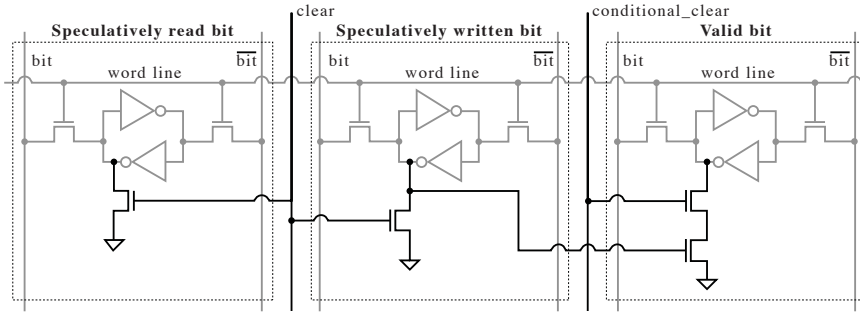 clear
conditional_clear
Speculatively read bit
Speculatively written bit
Valid bit
bit
word line
bit
bit
word line
bit
bit
word line
bit